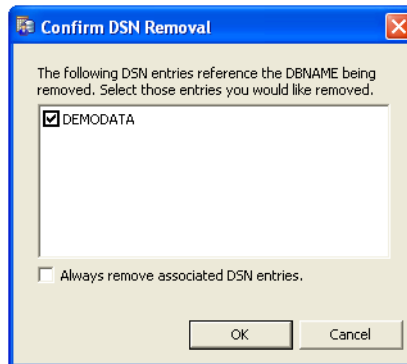 Confirm DSN Removal
The following DSN entries reference the DBNAME being
removed. Select those entries you would like removed.
DEMODATA
Always remove associated DSN entries.
OK Cancel